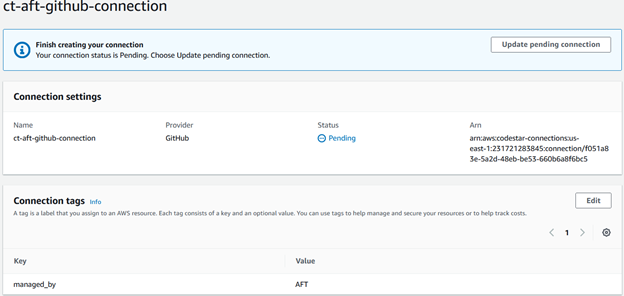 ct-aft-github-connection
Finish creating your connection
Your connection status is Pending. Choose Update pending connection.
Update pending connection
Connection settings
Name
Provider
Status
Arn
ct-aft-github-connection
GitHub
Pending
arn:aws:codestar-connections:us-
east-1:231721283845:connection/f051a8
3e-5a2d-48eb-be53-660b6a8f6bc5
Connection tags Info
Edit
A tag is a label that you assign to an AWS resource. Each tag consists of a key and an optional value. You can use tags to help manage and secure your resources or to help track costs.
1
Key
Value
managed_by
AFT